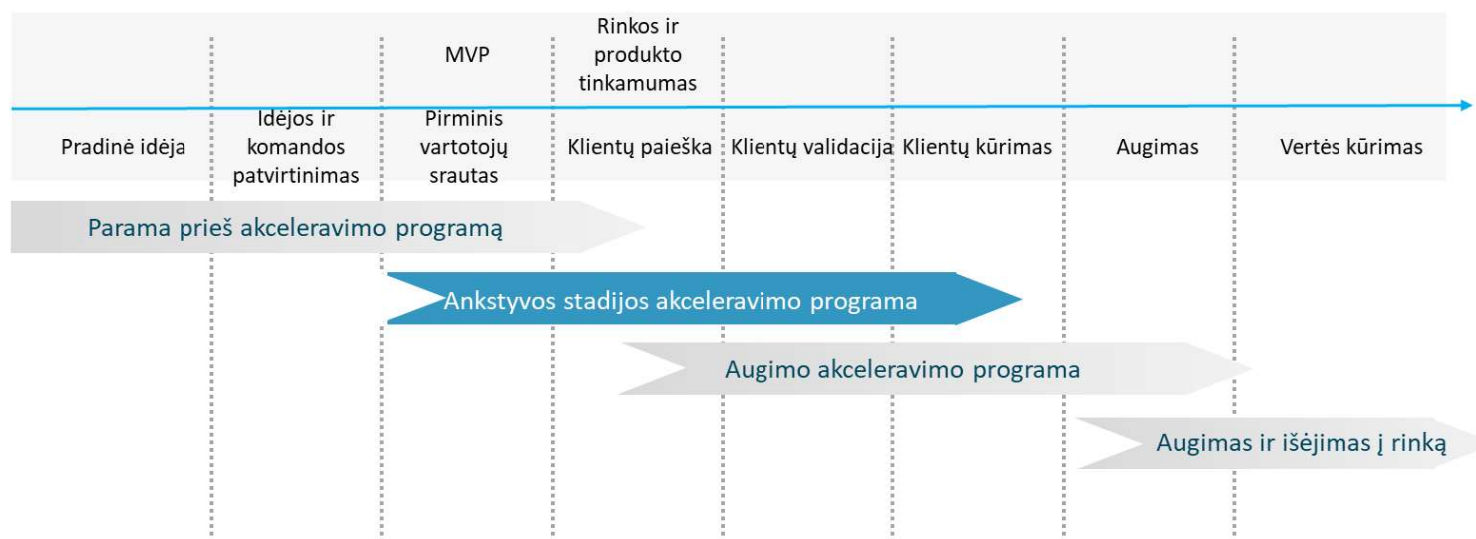 MVP
Rinkos ir
produkto
tinkamumas
Pradinė idėja
Idėjos ir
komandos
patvirtinimas
Pirminis
vartotojų
srautas
Klientų paieška
Klientų validacija
Klientų kūrimas
Augimas
Vertės kūrimas
Parama prieš akceleravimo programą
Ankstyvos stadijos akceleravimo programa
Augimo akceleravimo programa
Augimas ir išėjimas į rinką